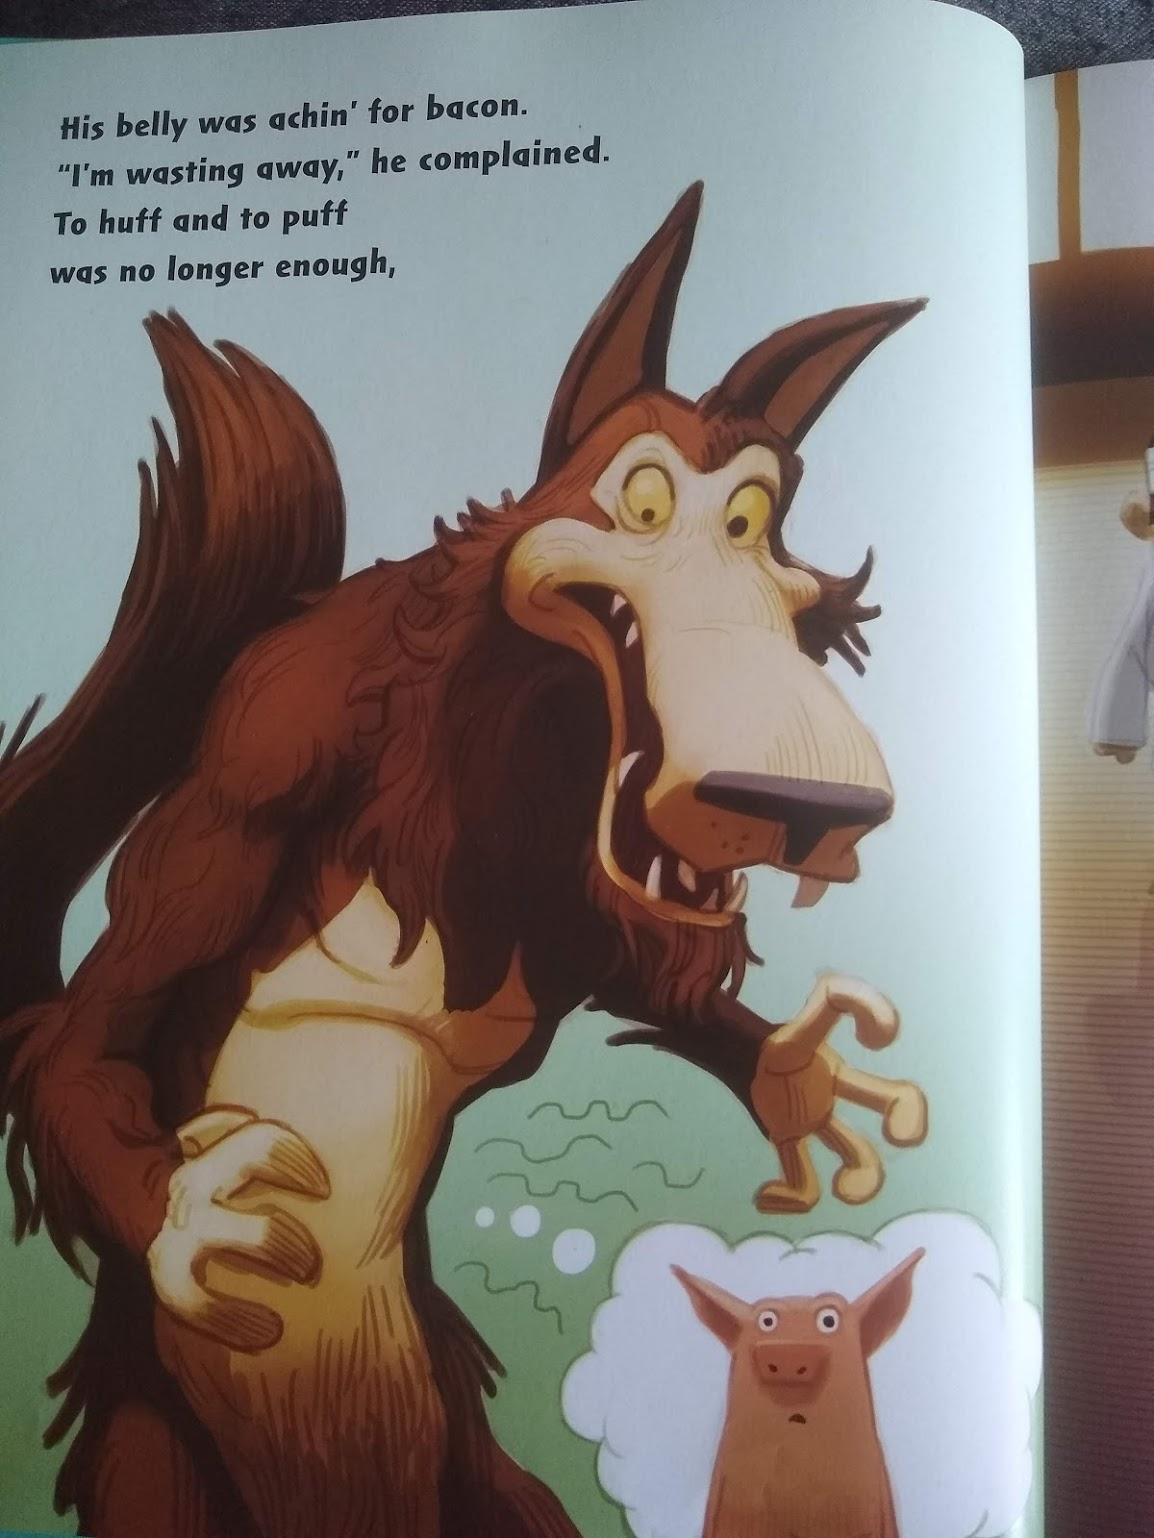 His belly was achin' for bacon.
“I'm wasting away,” he complained.
To huff and to puff
was no longer enough,